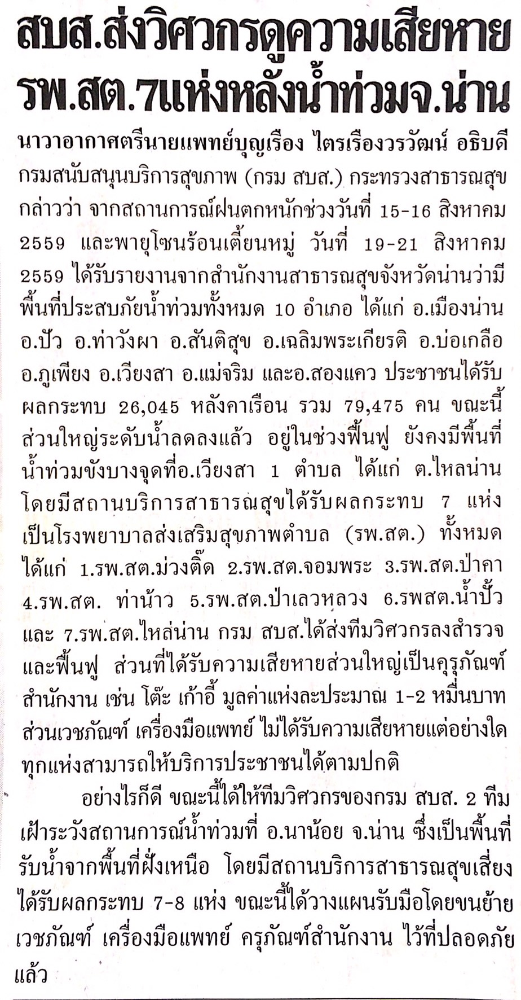 สบส.ส่งวิศวกรดูความเสียหาย
รพ.สต.7แห่งหลังน้ำท่วมจ.น่าน
นาวาอากาศตรีนายแพทย์บุญเรือง ไตรเรืองวรวัฒน์ อธิบดี
กรมสนับสนุนบริการสุขภาพ (กรม สบส.) กระทรวงสาธารณสุข
กล่าวว่า จากสถานการณ์ฝนตกหนักช่วงวันที่ 15-16 สิงหาคม
2559 และพายุโซนร้อนเตี้ยนหมู่ วันที่ 19-21 สิงหาคม
2559 ได้รับรายงานจากสำนักงานสาธารณสุขจังหวัดน่านว่ามี
พื้นที่ประสบภัยน้ำท่วมทั้งหมด 10 อำเภอ ได้แก่ อ.เมืองน่าน
อ.ปัว อ.ท่าวังผา อ.สันติสุข อ.เฉลิมพระเกียรติ อ.บ่อเกลือ
อ.ภูเพียง อ.เวียงสา อ.แม่จริม และอ.สองแคว ประชาชนได้รับ
ผลกระทบ 26,045 หลังคาเรือน รวม 79,475 คน ขณะนี้
ส่วนใหญ่ระดับน้ำลดลงแล้ว อยู่ในช่วงฟื้นฟู ยังคงมีพื้นที่
น้ำท่วมขังบางจุดที่อ.เวียงสา 1 ตำบล ได้แก่ ต.ไหลน่าน
โดยมีสถานบริการสาธารณสุขได้รับผลกระทบ 7 แห่ง
เป็นโรงพยาบาลส่งเสริมสุขภาพตำบล (รพ.สต.) ทั้งหมด
ได้แก่ 1.รพ.สต.ม่วงติ๊ด 2.รพ.สต.จอมพระ 3.รพ.สต.ป่าคา
4.รพ.สต. ท่าน้าว 5.รพ.สต.ป่าเลวหลวง 6.รพสต.น้ำปั้ว
และ 7.รพ.สต.ไหล่น่าน กรม สบส.ได้ส่งทีมวิศวกรลงสำรวจ
และฟื้นฟู ส่วนที่ได้รับความเสียหายส่วนใหญ่เป็นคุรุภัณฑ์
สำนักงาน เช่น โต๊ะ เก้าอี้ มูลค่าแห่งละประมาณ 1-2 หมื่นบาท
ส่วนเวชภัณฑ์ เครื่องมือแพทย์ ไม่ได้รับความเสียหายแต่อย่างใด
ทุกแห่งสามารถให้บริการประชาชนได้ตามปกติ
อย่างไรก็ดี ขณะนี้ได้ให้ทีมวิศวกรของกรม สบส. 2 ทีม
เฝ้าระวังสถานการณ์น้ำท่วมที่ อ.นาน้อย จ.น่าน ซึ่งเป็นพื้นที่
รับน้ำจากพื้นที่ฝั่งเหนือ โดยมีสถานบริการสาธารณสุขเสี่ยง
ได้รับผลกระทบ 7-8 แห่ง ขณะนี้ได้วางแผนรับมือโดยขนย้าย
เวชภัณฑ์ เครื่องมือแพทย์ ครุภัณฑ์สำนักงาน ไว้ที่ปลอดภัย
แล้ว